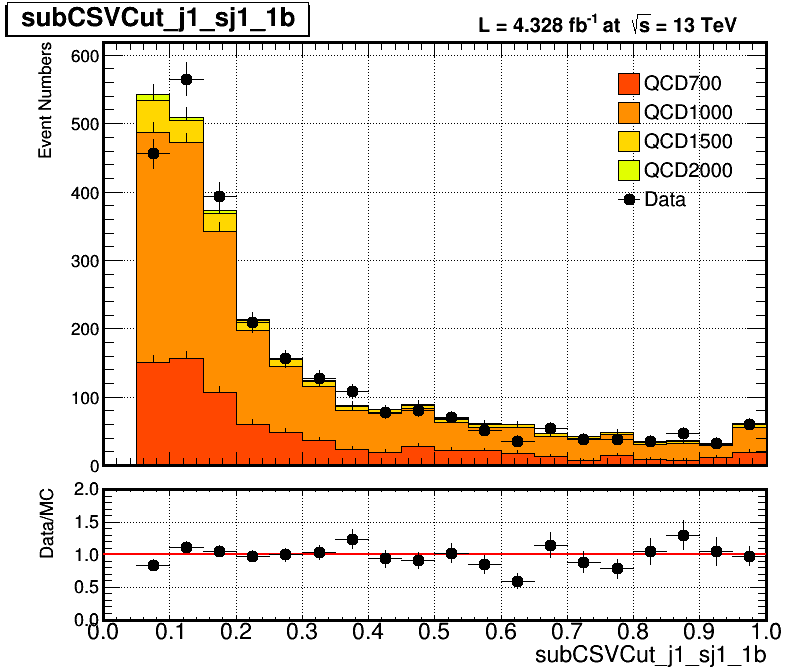 subCSVCut_j1_sj1_1b
L = 4.328 fb⁻¹ at √s = 13 TeV
Event Numbers
600
500
400
300
200
100
0
QCD700
QCD1000
QCD1500
QCD2000
Data
Data/MC
2.0
1.5
1.0
0.5
0.0
0.0 0.1 0.2 0.3 0.4 0.5 0.6 0.7 0.8 0.9 1.0
subCSVCut_j1_sj1_1b